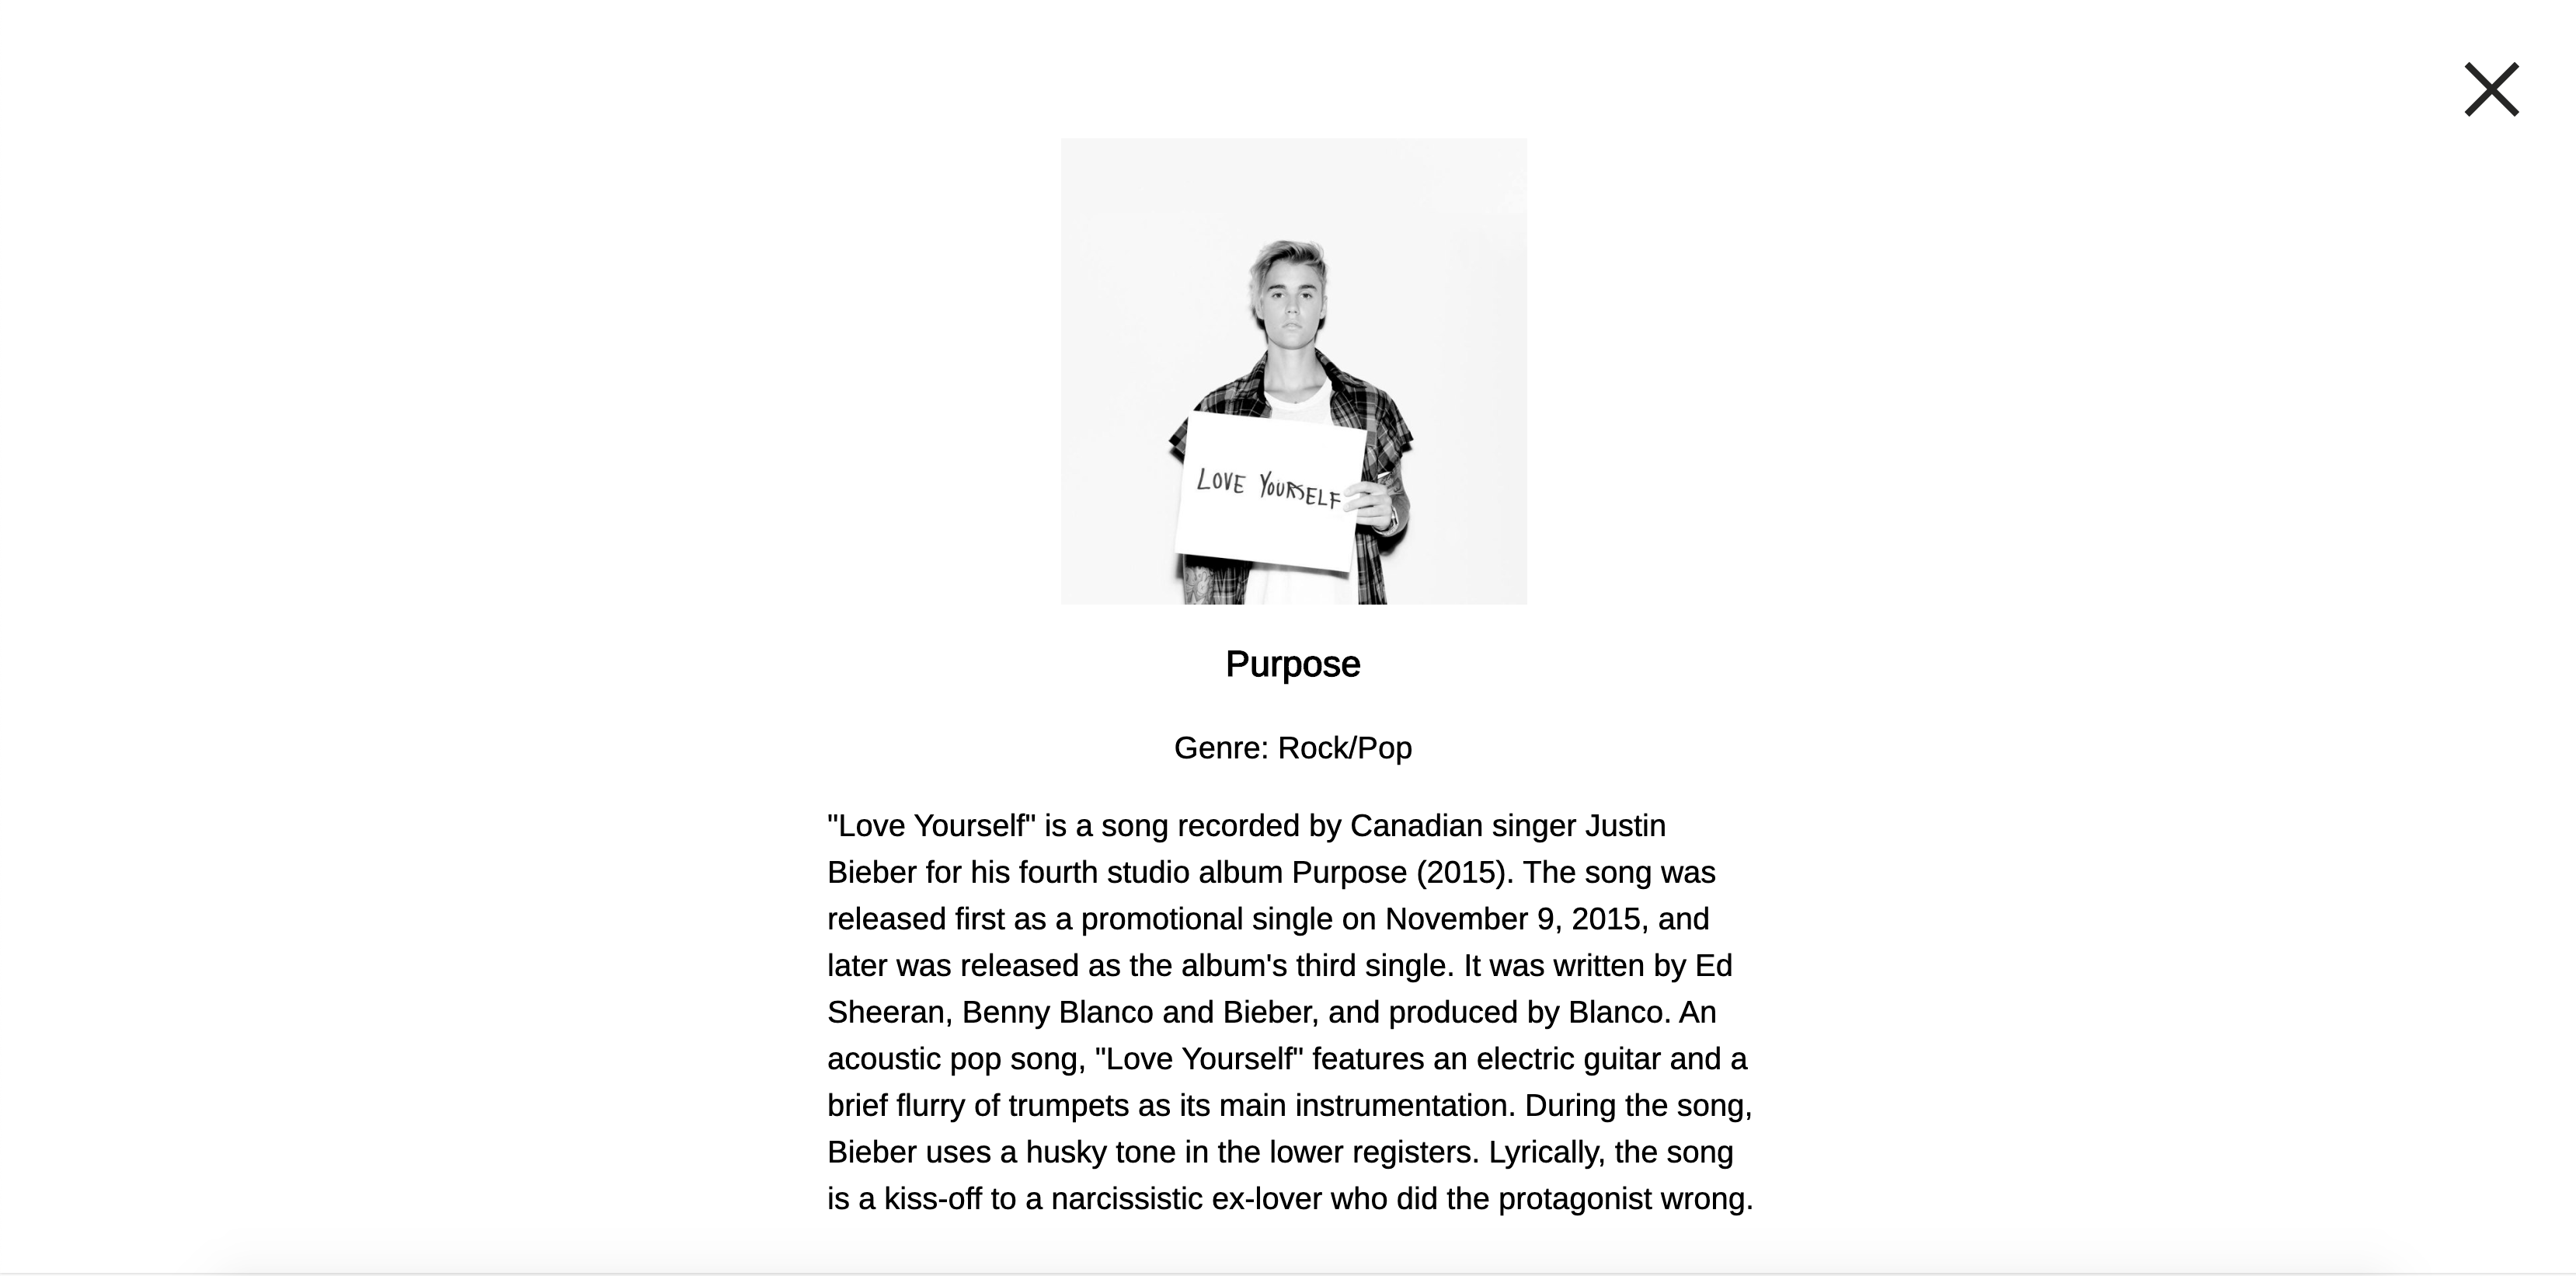 LOVE YOURSELF
Purpose
Genre: Rock/Pop
"Love Yourself" is a song recorded by Canadian singer Justin
Bieber for his fourth studio album Purpose (2015). The song was
released first as a promotional single on November 9, 2015, and
later was released as the album's third single. It was written by Ed
Sheeran, Benny Blanco and Bieber, and produced by Blanco. An
acoustic pop song, "Love Yourself" features an electric guitar and a
brief flurry of trumpets as its main instrumentation. During the song,
Bieber uses a husky tone in the lower registers. Lyrically, the song
is a kiss-off to a narcissistic ex-lover who did the protagonist wrong.